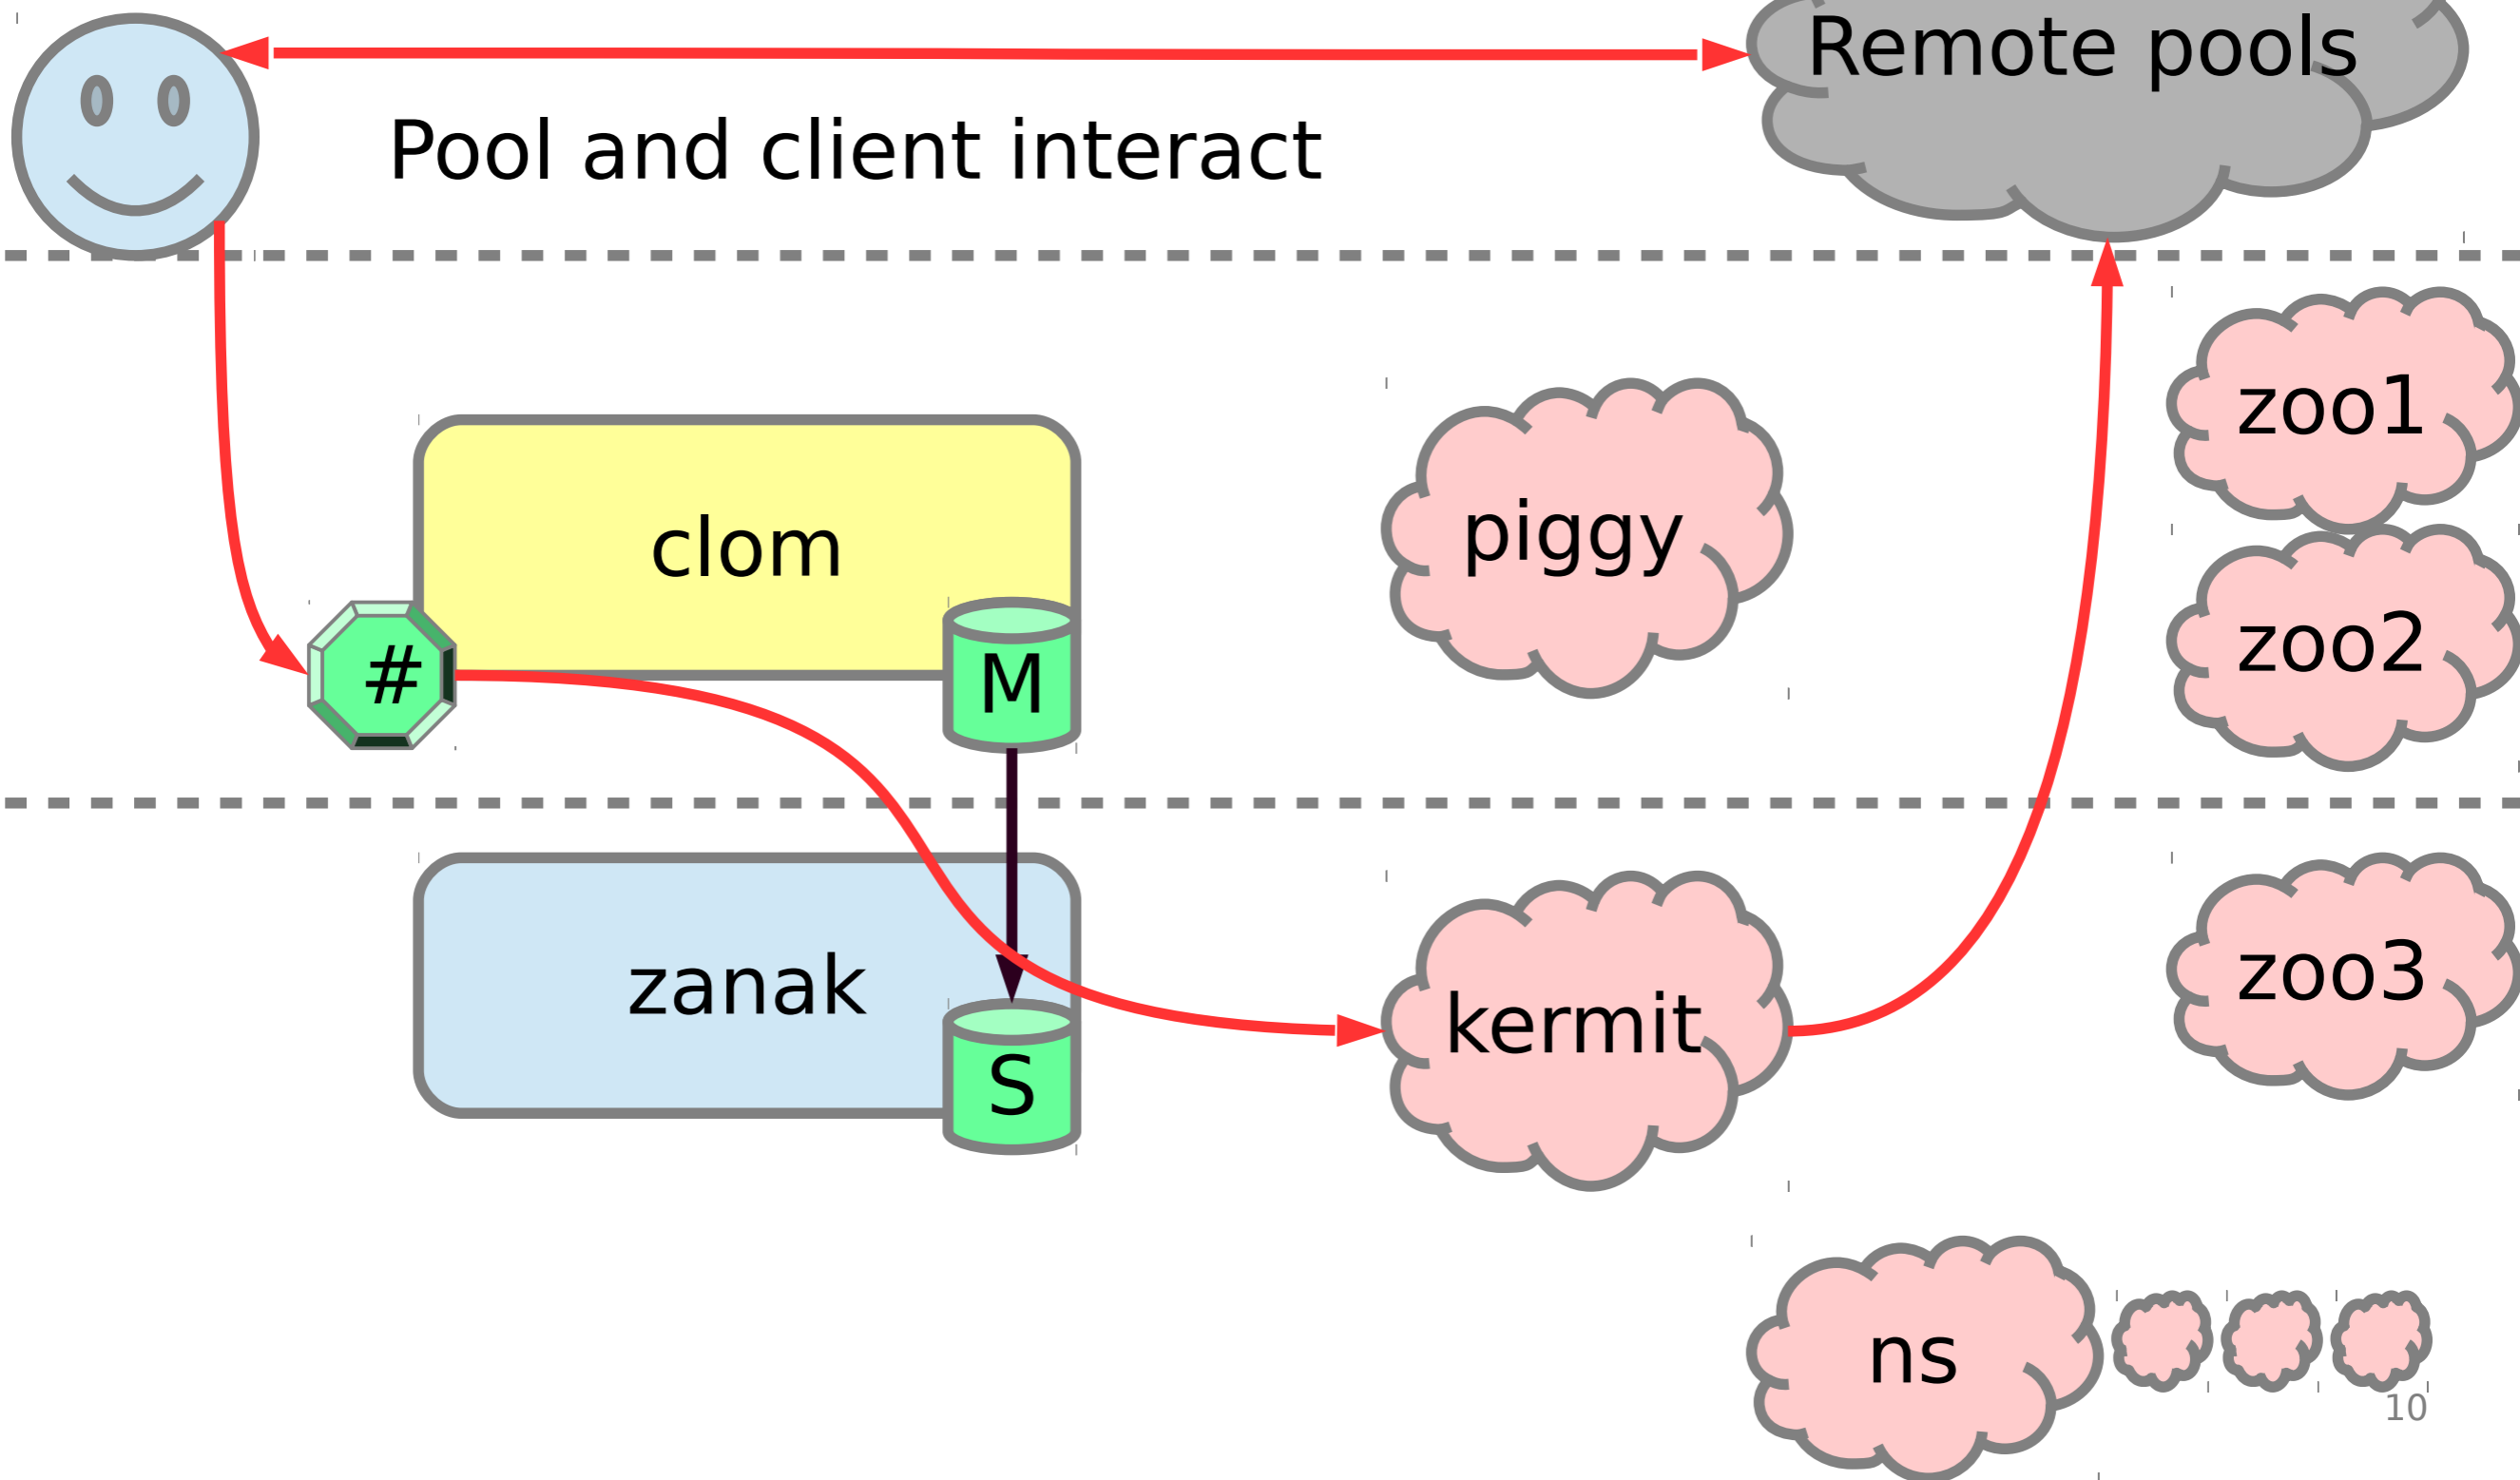 Remote pools
Pool and client interact
zoo1
piggy
clom
zoo2
#
M
zoo3
zanak
kermit
S
ns
10